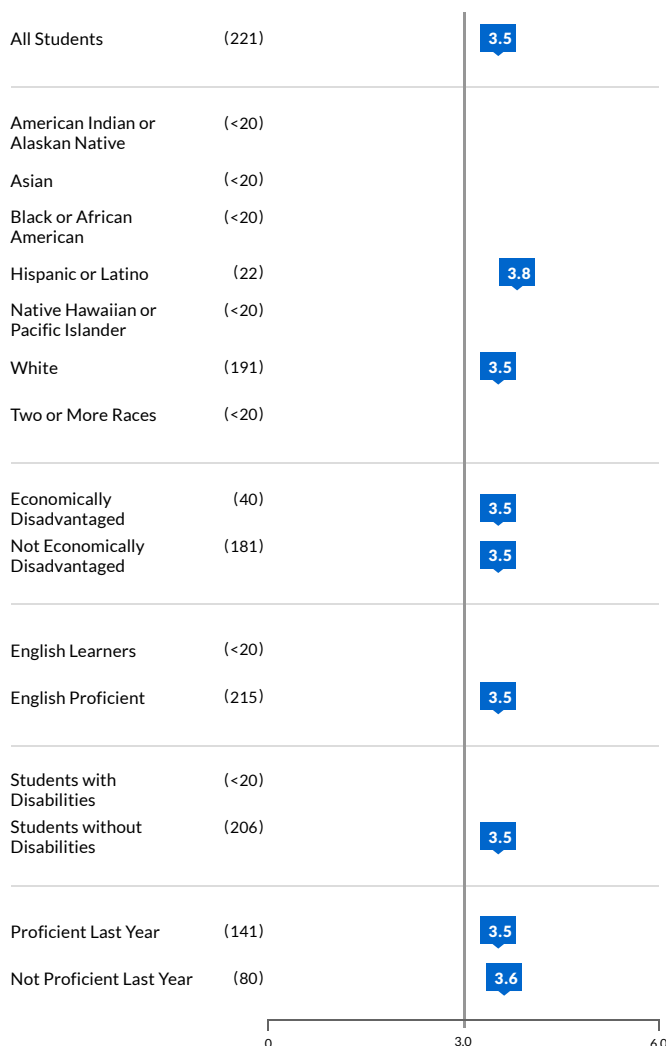 All Students (221) 3.5
American Indian or (<20)
Alaskan Native
Asian (<20)
Black or African (<20)
American
Hispanic or Latino (22) 3.8
Native Hawaiian or (<20)
Pacific Islander
White (191) 3.5
Two or More Races (<20)
Economically (40) 3.5
Disadvantaged
Not Economically (181) 3.5
Disadvantaged
English Learners (<20)
English Proficient (215) 3.5
Students with (<20)
Disabilities
Students without (206) 3.5
Disabilities
Proficient Last Year (141) 3.5
Not Proficient Last Year (80) 3.6
0 3.0 6.0